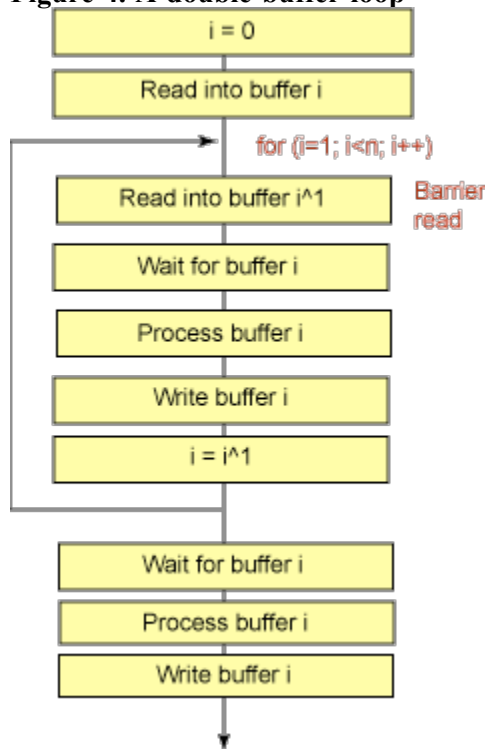 Figure 4. A double buffer loop
i = 0
Read into buffer i
for (i=1; i<n; i++)
Read into buffer i^1
Barrier
read
Wait for buffer i
Process buffer i
Write buffer i
i = i^1
Wait for buffer i
Process buffer i
Write buffer i